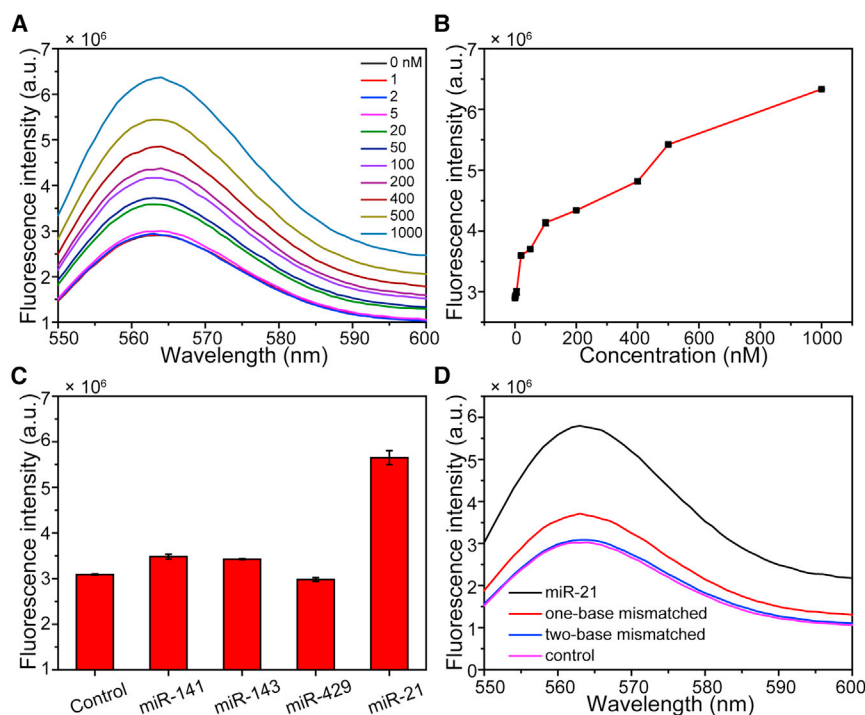 A
× 10⁶
Fluorescence intensity (a.u.)
7
6
5
4
3
2
1
550 560 570 580 590 600
Wavelength (nm)
0 nM
1
2
5
20
50
100
200
400
500
1000
B
× 10⁶
Fluorescence intensity (a.u.)
7
6
5
4
3
0 200 400 600 800 1000
Concentration (nM)
C
× 10⁶
Fluorescence intensity (a.u.)
7
6
5
4
3
2
1
Control miR-141 miR-143 miR-429 miR-21
D
× 10⁶
Fluorescence intensity (a.u.)
6
5
4
3
2
1
0
miR-21
one-base mismatched
two-base mismatched
control
550 560 570 580 590 600
Wavelength (nm)